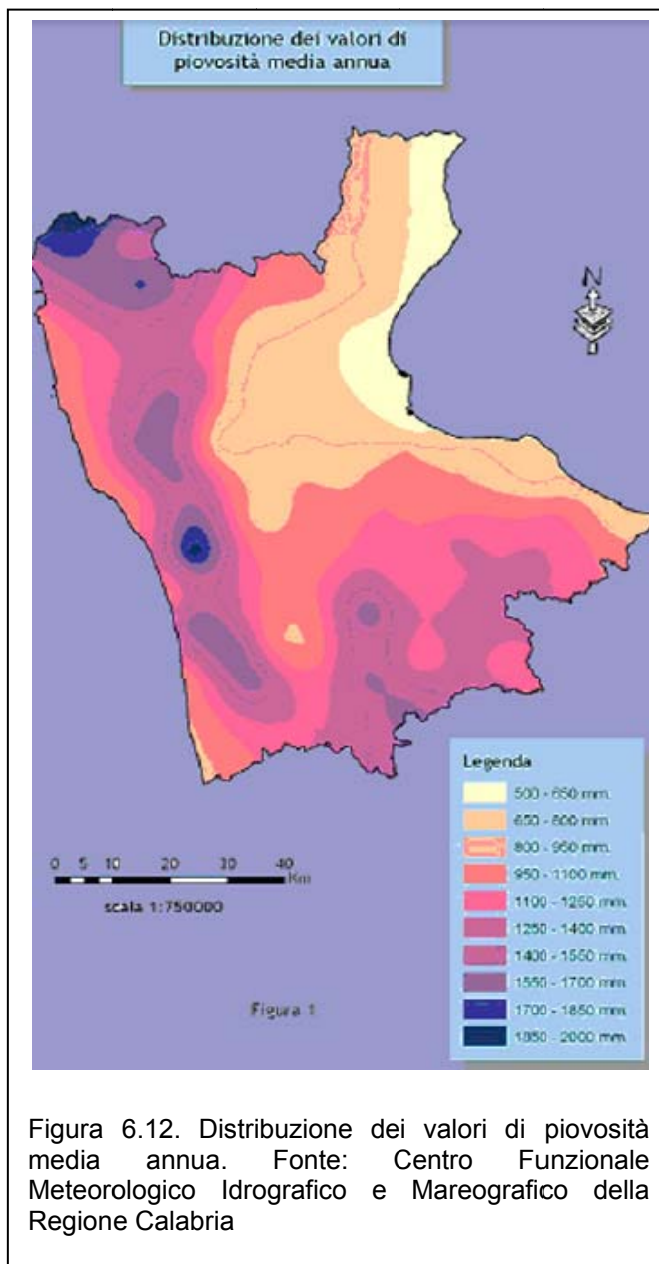 Distribuzione dei valori di
piovosità media annua
N
Legenda
500 - 650 mm.
650 - 800 mm.
800 - 950 mm.
950 - 1100 mm.
1100 - 1250 mm.
1250 - 1400 mm.
1400 - 1550 mm.
1550 - 1700 mm.
1700 - 1850 mm.
1850 - 2000 mm.
0 5 10 20 30 40
Km
scala 1:750000
Figura 1
Figura 6.12. Distribuzione dei valori di piovosità
media annua. Fonte: Centro Funzionale
Meteorologico Idrografico e Mareografico della
Regione Calabria